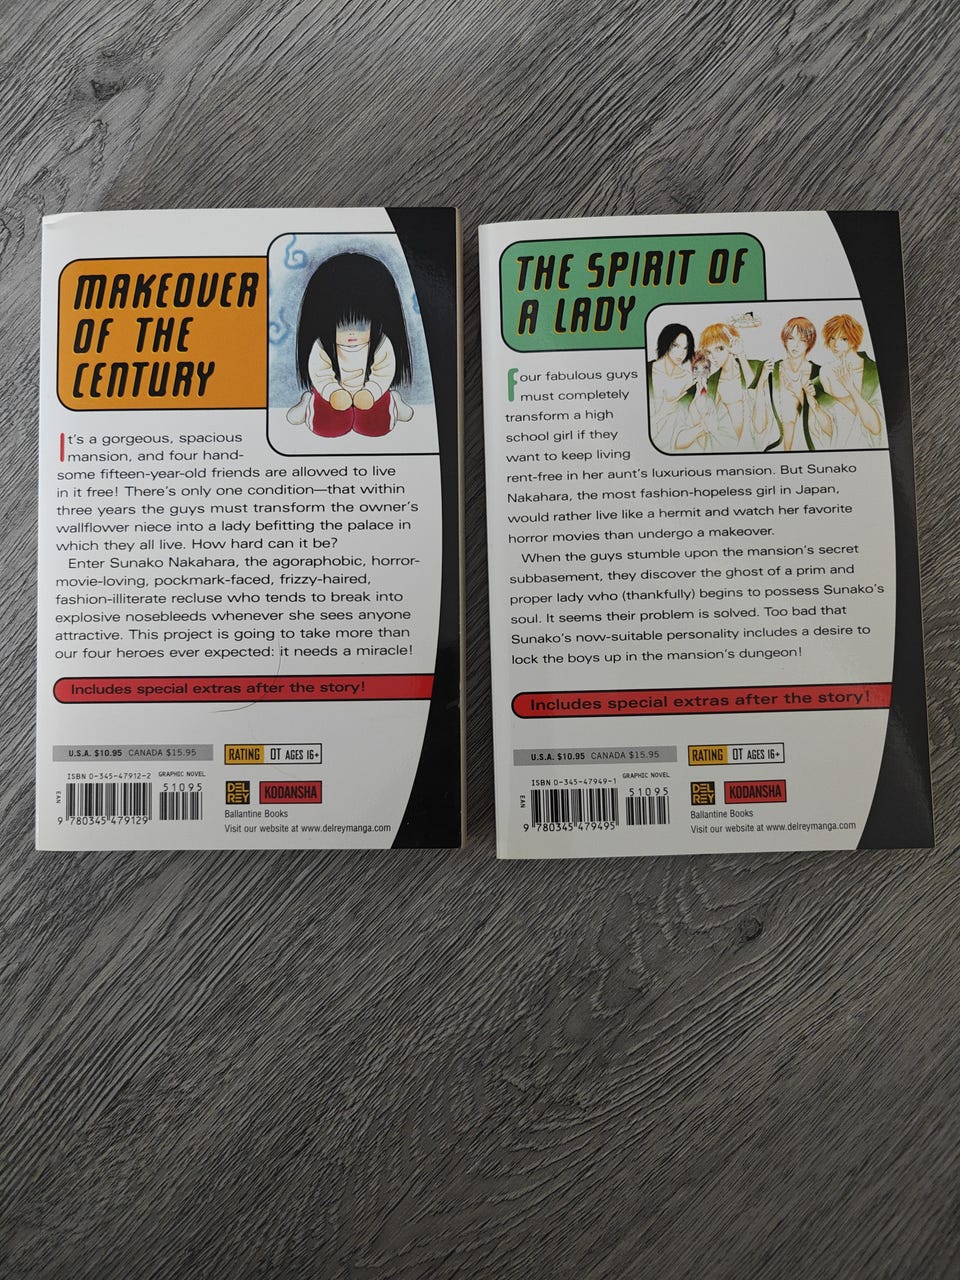 MAKEOVER
OF THE
CENTURY
It's a gorgeous, spacious
mansion, and four hand-
some fifteen-year-old friends are allowed to live
in it free! There's only one condition—that within
three years the guys must transform the owner's
wallflower niece into a lady befitting the palace in
which they all live. How hard can it be?
Enter Sunako Nakahara, the agoraphobic, horror-
movie-loving, pockmark-faced, frizzy-haired,
fashion-illiterate recluse who tends to break into
explosive nosebleeds whenever she sees anyone
attractive. This project is going to take more than
our four heroes ever expected: it needs a miracle!
Includes special extras after the story!
U.S.A. $10.95 CANADA $15.95
RATING OT AGES 16+
ISBN 0-345-47912-2 GRAPHIC NOVEL
51095
EAN
9 780345 479129
DEL
REY
KODANSHA
Ballantine Books
Visit our website at www.delreymanga.com
THE SPIRIT OF
A LADY
Four fabulous guys
must completely
transform a high
school girl if they
want to keep living
rent-free in her aunt's luxurious mansion. But Sunako
Nakahara, the most fashion-hopeless girl in Japan,
would rather live like a hermit and watch her favorite
horror movies than undergo a makeover.
When the guys stumble upon the mansion's secret
subbasement, they discover the ghost of a prim and
proper lady who (thankfully) begins to possess Sunako's
soul. It seems their problem is solved. Too bad that
Sunako's now-suitable personality includes a desire to
lock the boys up in the mansion's dungeon!
Includes special extras after the story!
U.S.A. $10.95 CANADA $15.95
RATING OT AGES 16+
ISBN 0-345-47949-1 GRAPHIC NOVEL
51095
EAN
9 780345 479495
DEL
REY
KODANSHA
Ballantine Books
Visit our website at www.delreymanga.com